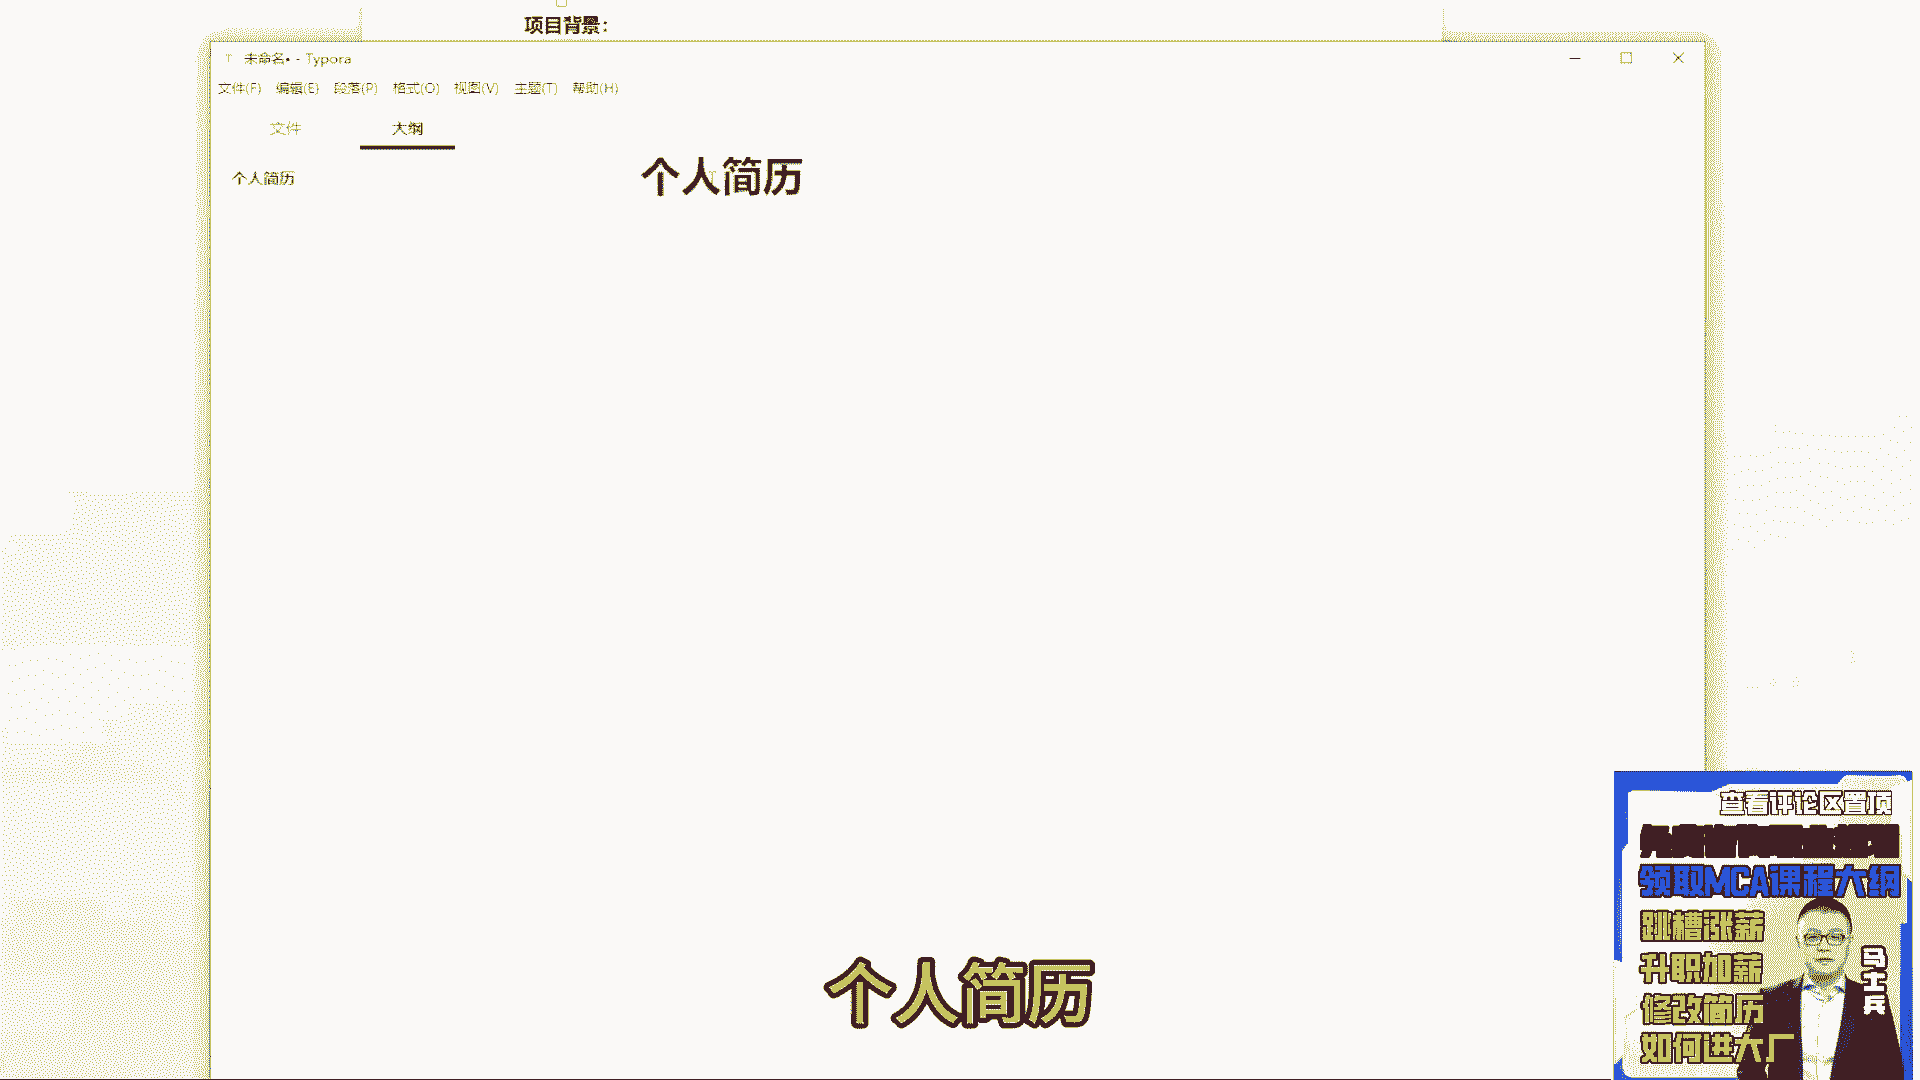 项目背景：
未命名• - Typora
文件(F) 编辑(E) 段落(P) 格式(O) 视图(V) 主题(T) 帮助(H)
文件 大纲
个人简历
个人简历
个人简历
查看评论区置顶
领取MCA课程大纲
跳槽涨薪
升职加薪
修改简历
如何进大厂
马士兵